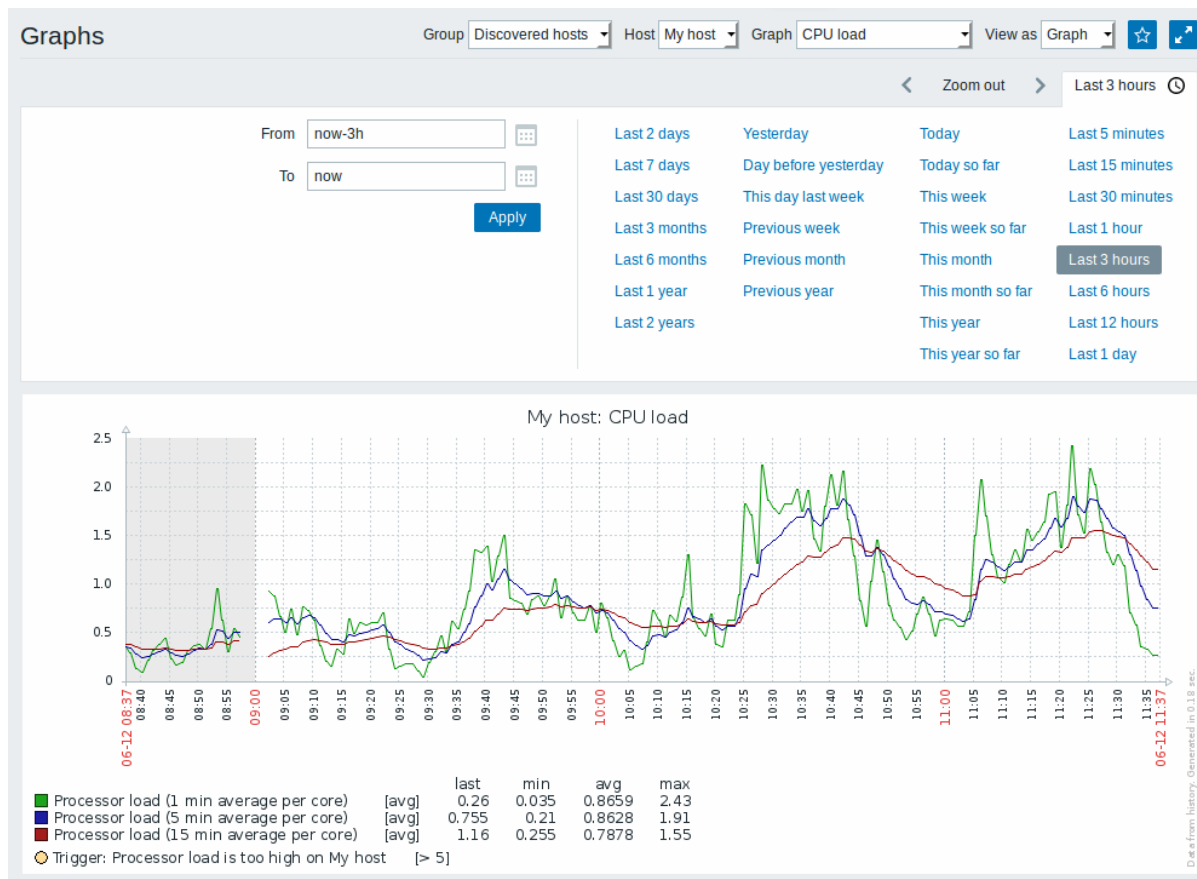 Graphs
Group Discovered hosts Host My host Graph CPU load View as Graph
Zoom out Last 3 hours
From now-3h
To now
Apply
Last 2 days Yesterday Today Last 5 minutes
Last 7 days Day before yesterday Today so far Last 15 minutes
Last 30 days This day last week This week Last 30 minutes
Last 3 months Previous week This week so far Last 1 hour
Last 6 months Previous month This month Last 3 hours
Last 1 year Previous year This month so far Last 6 hours
Last 2 years This year Last 12 hours
This year so far Last 1 day
My host: CPU load
2.5
2.0
1.5
1.0
0.5
0
06-12 08:37 08:40 08:45 08:50 08:55 09:00 09:05 09:10 09:15 09:20 09:25 09:30 09:35 09:40 09:45 09:50 09:55 10:00 10:05 10:10 10:15 10:20 10:25 10:30 10:35 10:40 10:45 10:50 10:55 11:00 11:05 11:10 11:15 11:20 11:25 11:30 11:35 06-12 11:37
last min avg max
Processor load (1 min average per core) [avg] 0.26 0.035 0.8659 2.43
Processor load (5 min average per core) [avg] 0.755 0.21 0.8628 1.91
Processor load (15 min average per core) [avg] 1.16 0.255 0.7878 1.55
Trigger: Processor load is too high on My host [> 5]
Data from history. Generated in 0.18 sec.